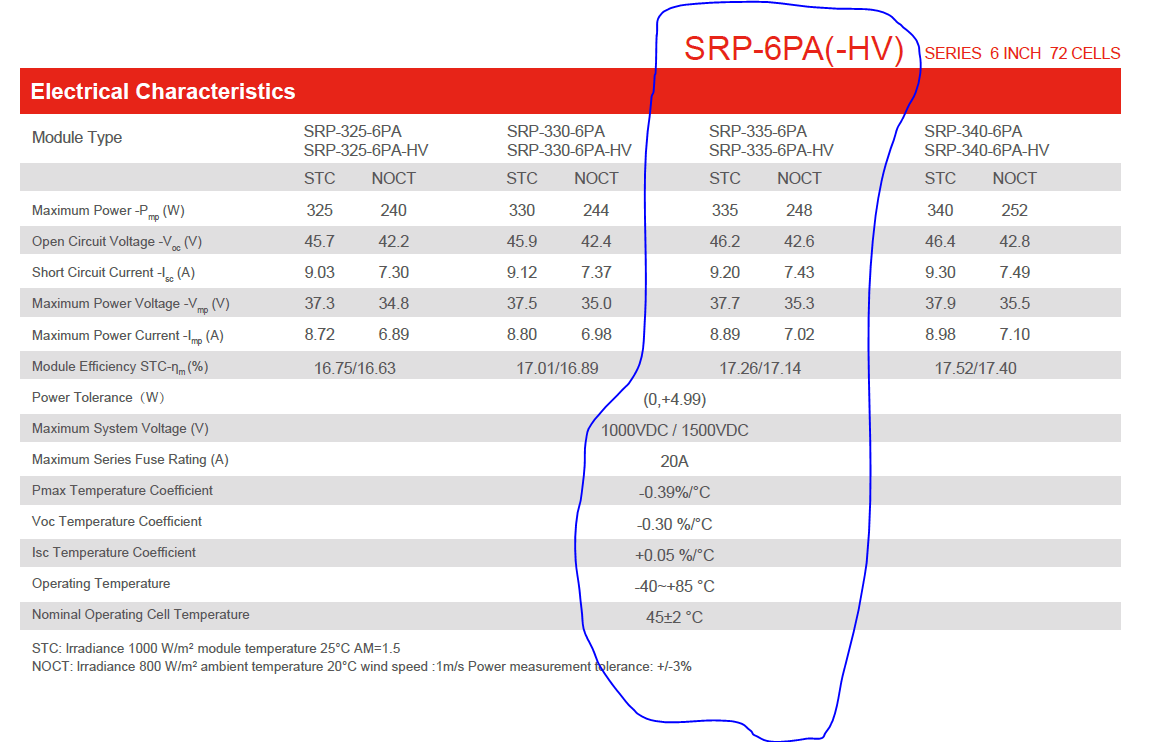 SRP-6PA(-HV) SERIES 6 INCH 72 CELLS
Electrical Characteristics
Module Type SRP-325-6PA SRP-330-6PA SRP-335-6PA SRP-340-6PA
SRP-325-6PA-HV SRP-330-6PA-HV SRP-335-6PA-HV SRP-340-6PA-HV
STC NOCT STC NOCT STC NOCT STC NOCT
Maximum Power -Pmp (W) 325 240 330 244 335 248 340 252
Open Circuit Voltage -Voc (V) 45.7 42.2 45.9 42.4 46.2 42.6 46.4 42.8
Short Circuit Current -Isc (A) 9.03 7.30 9.12 7.37 9.20 7.43 9.30 7.49
Maximum Power Voltage -Vmp (V) 37.3 34.8 37.5 35.0 37.7 35.3 37.9 35.5
Maximum Power Current -Imp (A) 8.72 6.89 8.80 6.98 8.89 7.02 8.98 7.10
Module Efficiency STC-ηm (%) 16.75/16.63 17.01/16.89 17.26/17.14 17.52/17.40
Power Tolerance（W） (0,+4.99)
Maximum System Voltage (V) 1000VDC / 1500VDC
Maximum Series Fuse Rating (A) 20A
Pmax Temperature Coefficient -0.39%/°C
Voc Temperature Coefficient -0.30 %/°C
Isc Temperature Coefficient +0.05 %/°C
Operating Temperature -40~+85 °C
Nominal Operating Cell Temperature 45±2 °C
STC: Irradiance 1000 W/m² module temperature 25°C AM=1.5
NOCT: Irradiance 800 W/m² ambient temperature 20°C wind speed :1m/s Power measurement tolerance: +/-3%